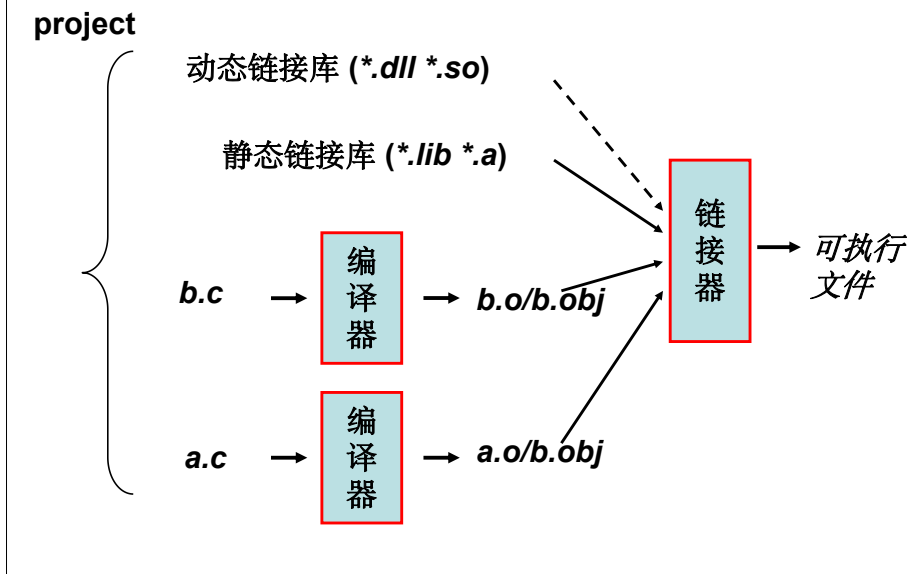 project
动态链接库 (*.dll *.so)
静态链接库 (*.lib *.a)
链
接
器
可执行
文件
b.c
编
译
器
b.o/b.obj
a.c
编
译
器
a.o/b.obj